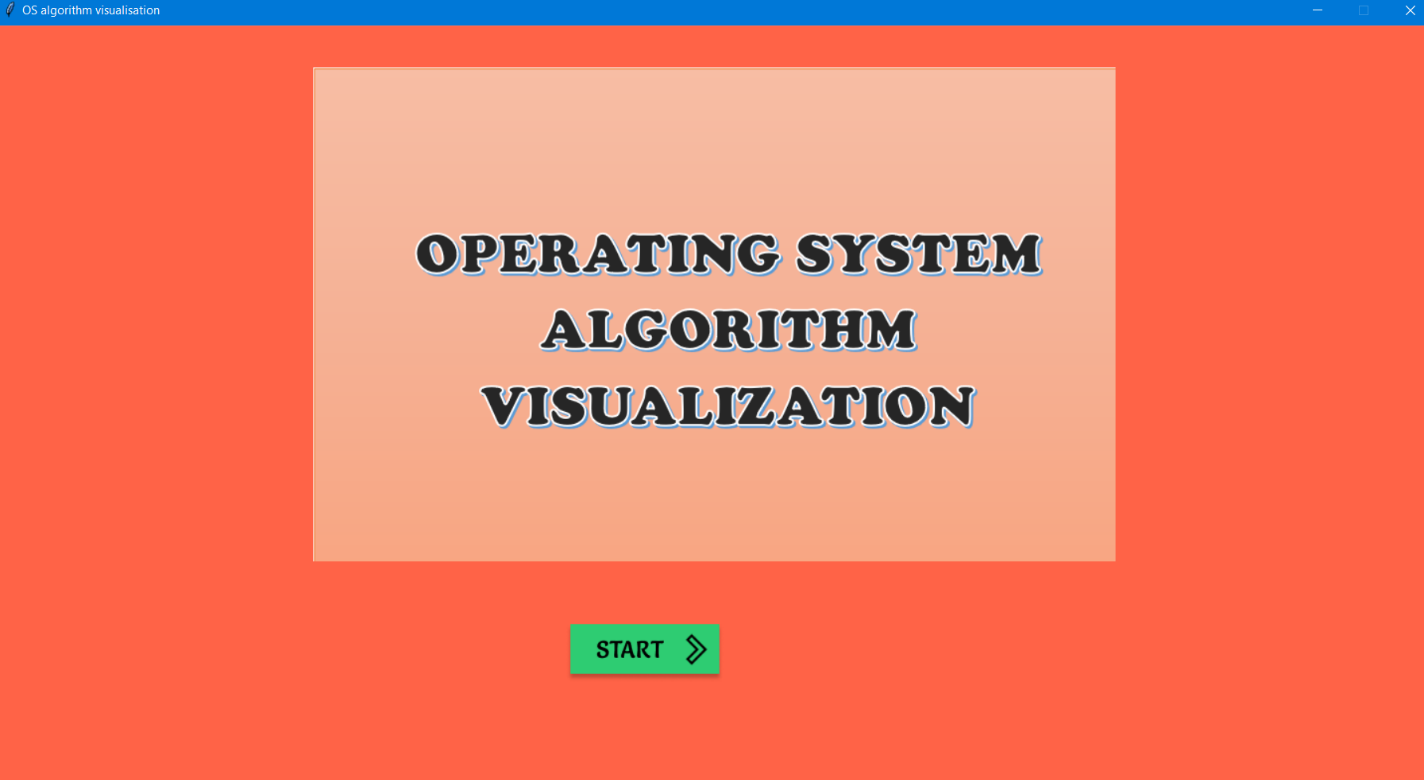 OS algorithm visualisation
OPERATING SYSTEM
ALGORITHM
VISUALIZATION
START